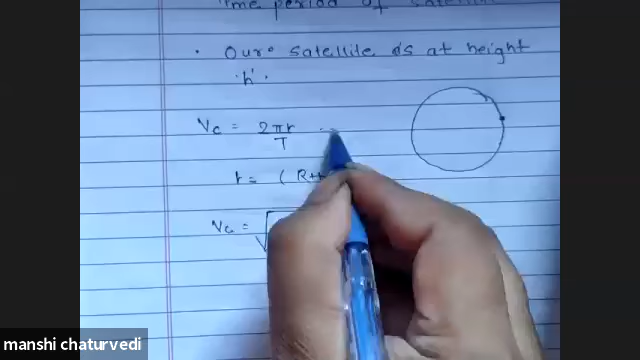 Time period of satellite
• Our satellite is at height
'h'.
Vc = 2πr
T
r = (R+h
Vc = √
manshi chaturvedi